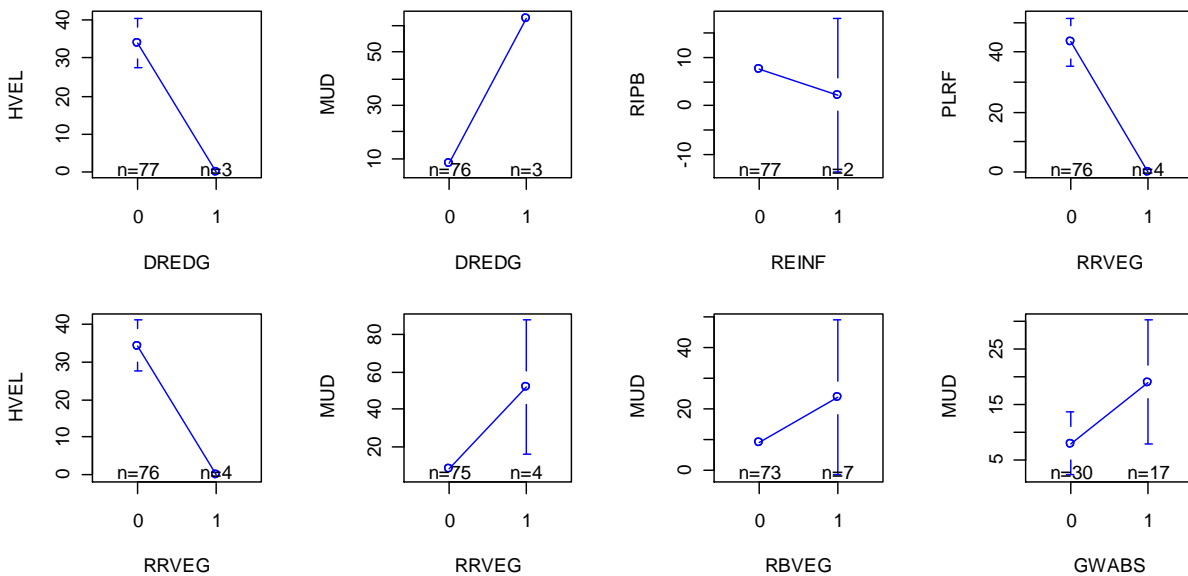 HVEL
0 10 20 30 40
n=77 n=3
0 1
DREDG
MUD
10 30 50
n=76 n=3
0 1
DREDG
RIPB
-10 0 10
n=77 n=2
0 1
REINF
PLRF
0 20 40
n=76 n=4
0 1
RRVEG
HVEL
0 10 20 30 40
n=76 n=4
0 1
RRVEG
MUD
20 40 60 80
n=75 n=4
0 1
RRVEG
MUD
0 20 40
n=73 n=7
0 1
RBVEG
MUD
5 15 25
n=30 n=17
0 1
GWABS